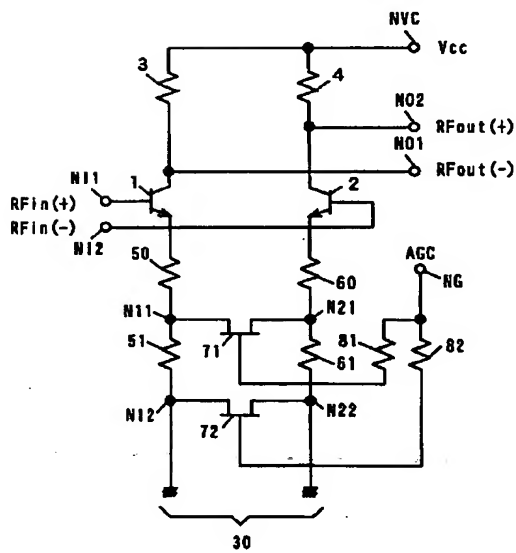 NVC
Vcc
3
4
NO2
RFout(+)
NO1
RFout(-)
NI1
1
2
RFin(+)
RFin(-)
NI2
50
60
AGC
NG
N11
N21
51
71
81
82
61
N12
N22
72
30